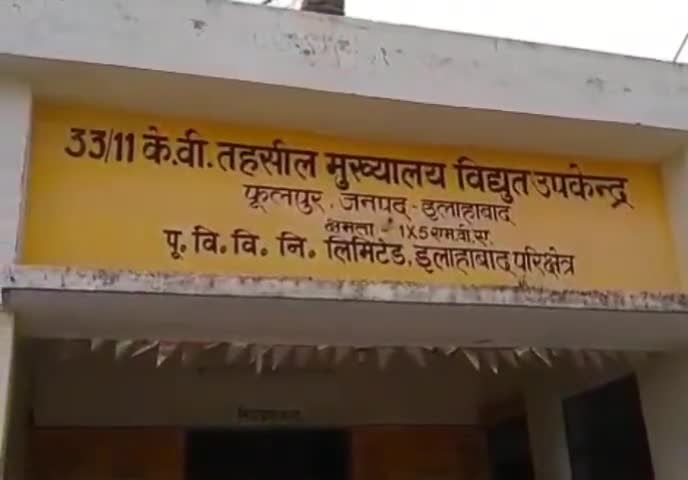 33/11 के.वी. तहसील मुख्यालय विद्युत उपकेन्द्र
फूलपुर, जनपद - इलाहाबाद
क्षमता - 1X5 एम.वी.ए.
पू. वि. वि. नि. लिमिटेड, इलाहाबाद परिक्षेत्र